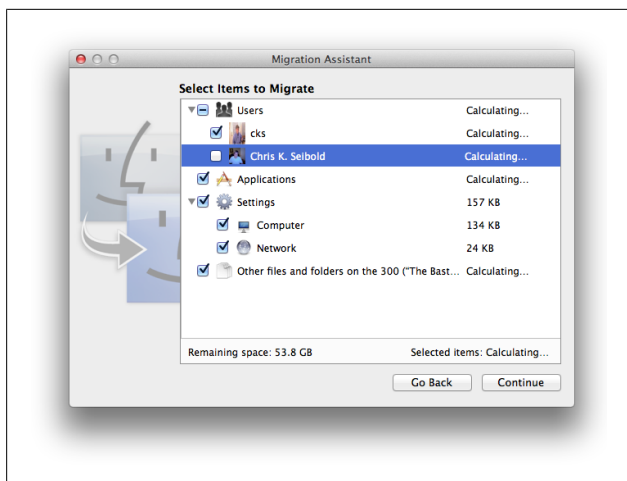 Migration Assistant
Select Items to Migrate
Users Calculating...
cks Calculating...
Chris K. Seibold Calculating...
Applications Calculating...
Settings 157 KB
Computer 134 KB
Network 24 KB
Other files and folders on the 300 ("The Bast... Calculating...
Remaining space: 53.8 GB Selected items: Calculating...
Go Back Continue